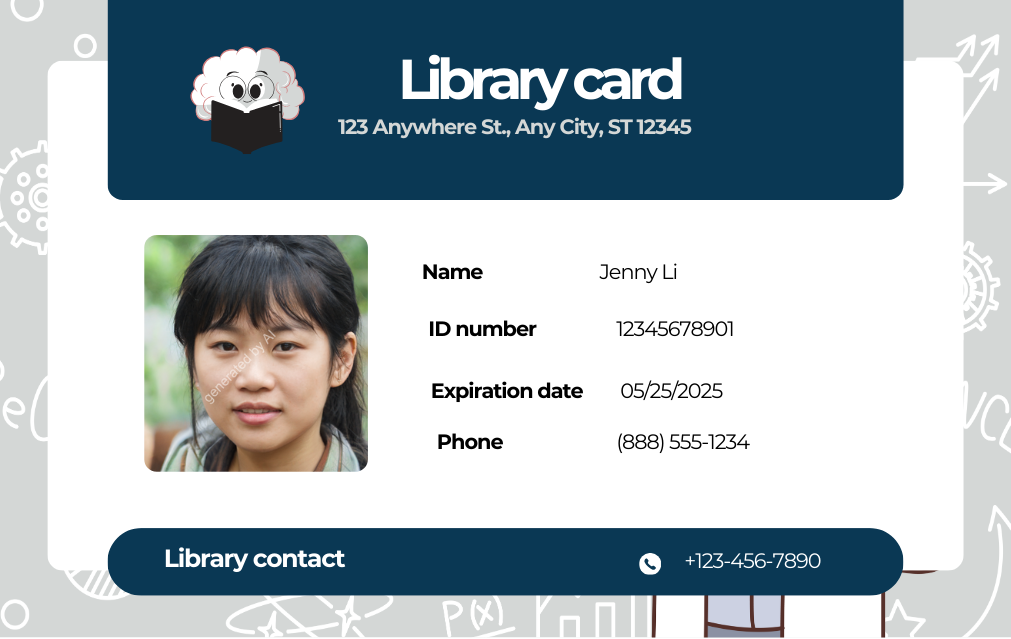 Library card
123 Anywhere St., Any City, ST 12345
Name Jenny Li
ID number 12345678901
generated by AI
Expiration date 05/25/2025
Phone (888) 555-1234
Library contact +123-456-7890
P(x)